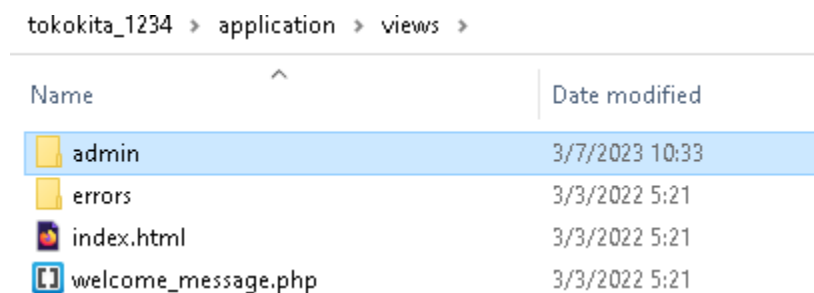 tokokita_1234 > application > views >
Name Date modified
admin 3/7/2023 10:33
errors 3/3/2022 5:21
index.html 3/3/2022 5:21
welcome_message.php 3/3/2022 5:21